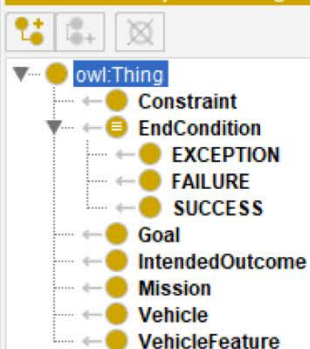 owl:Thing
Constraint
EndCondition
EXCEPTION
FAILURE
SUCCESS
Goal
IntendedOutcome
Mission
Vehicle
VehicleFeature